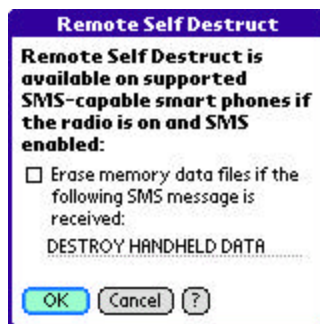 Remote Self Destruct
Remote Self Destruct is
available on supported
SMS-capable smart phones if
the radio is on and SMS
enabled:
Erase memory data files if the
following SMS message is
received:
DESTROY HANDHELD DATA
OK Cancel ?